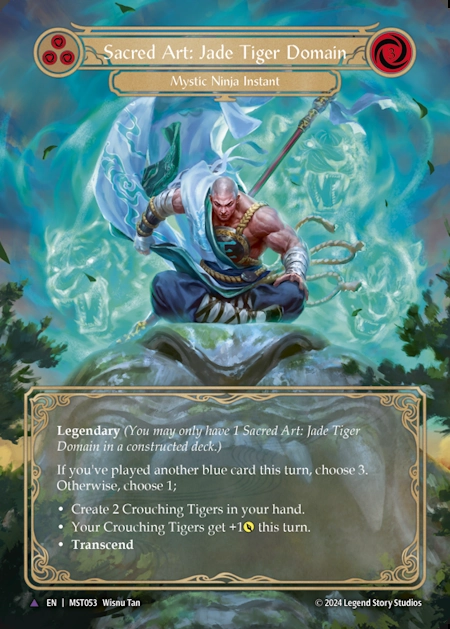 Sacred Art: Jade Tiger Domain
Mystic Ninja Instant
Legendary (You may only have 1 Sacred Art: Jade Tiger
Domain in a constructed deck.)
If you've played another blue card this turn, choose 3.
Otherwise, choose 1;
• Create 2 Crouching Tigers in your hand.
• Your Crouching Tigers get +1 this turn.
• Transcend
EN | MST053 Wisnu Tan © 2024 Legend Story Studios